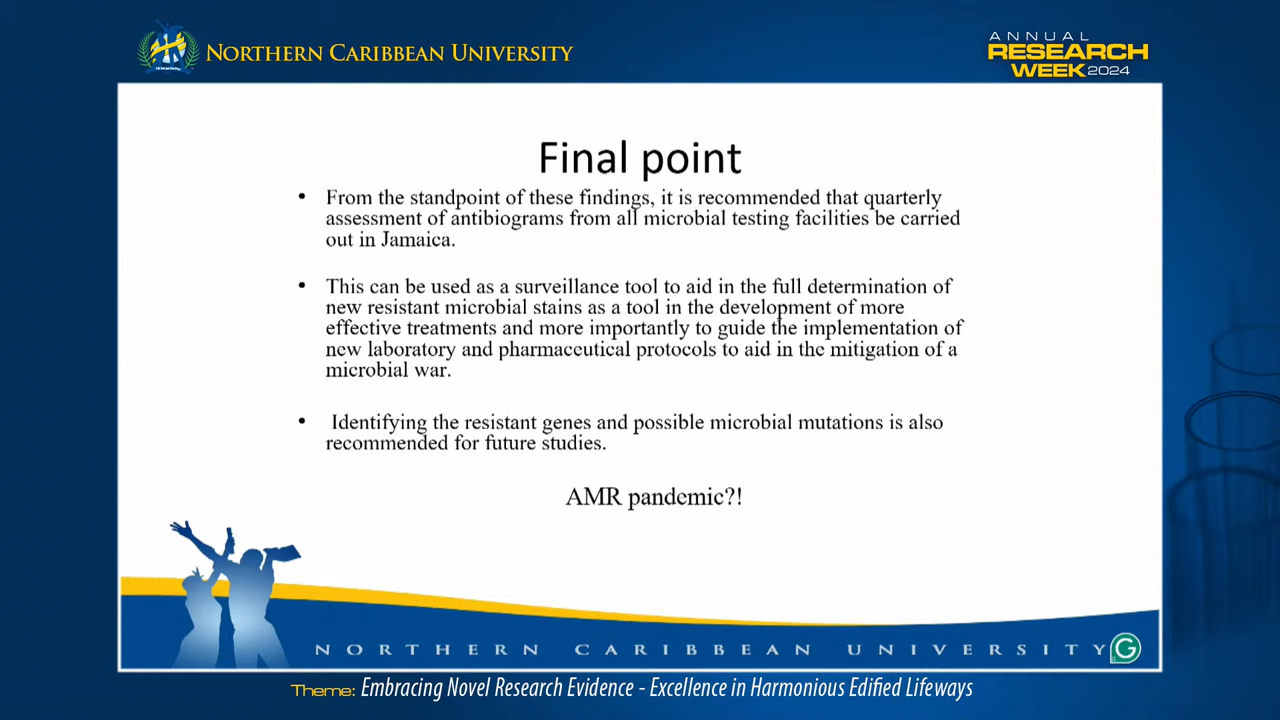 NORTHERN CARIBBEAN UNIVERSITY
ANNUAL
RESEARCH
WEEK 2024
Final point
• From the standpoint of these findings, it is recommended that quarterly
assessment of antibiograms from all microbial testing facilities be carried
out in Jamaica.
• This can be used as a surveillance tool to aid in the full determination of
new resistant microbial stains as a tool in the development of more
effective treatments and more importantly to guide the implementation of
new laboratory and pharmaceutical protocols to aid in the mitigation of a
microbial war.
• Identifying the resistant genes and possible microbial mutations is also
recommended for future studies.
AMR pandemic?!
NORTHERN CARIBBEAN UNIVERSITY
G
Theme: Embracing Novel Research Evidence - Excellence in Harmonious Edified Lifeways